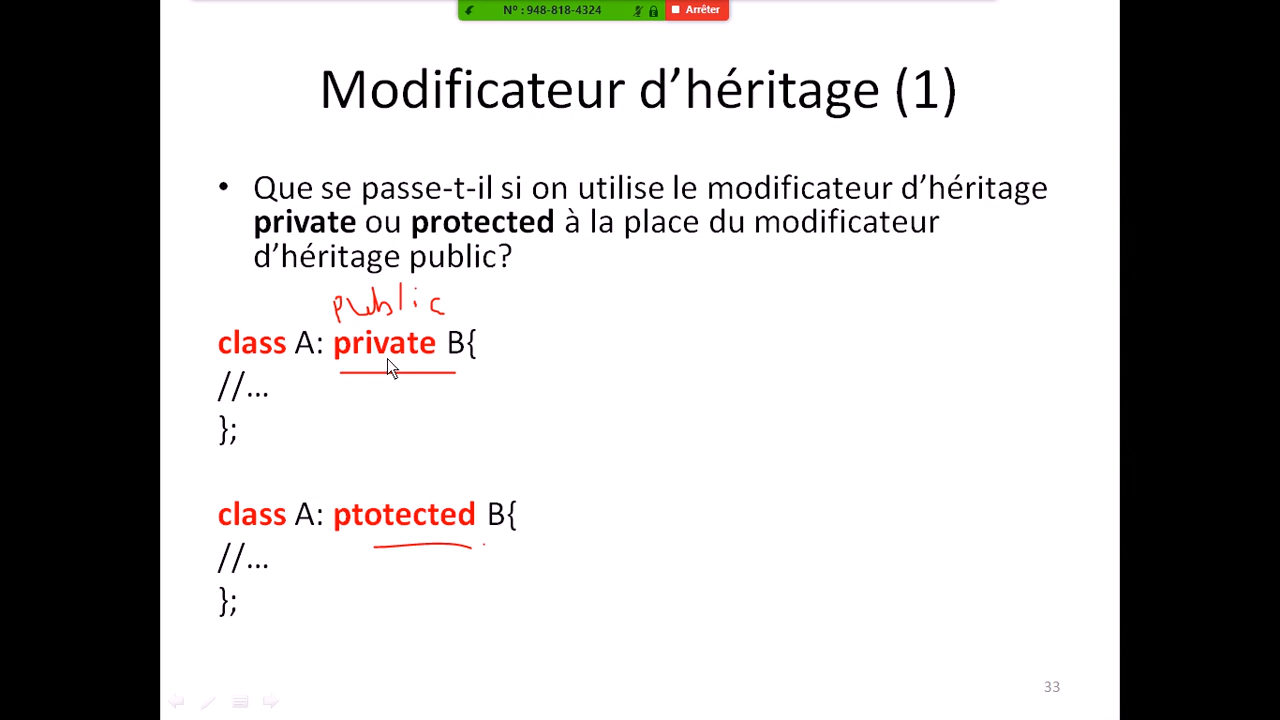 N° : 948-818-4324 Arrêter
Modificateur d’héritage (1)
• Que se passe-t-il si on utilise le modificateur d’héritage
private ou protected à la place du modificateur
d’héritage public?
public
class A: private B{
//...
};
class A: ptotected B{
//...
};
33